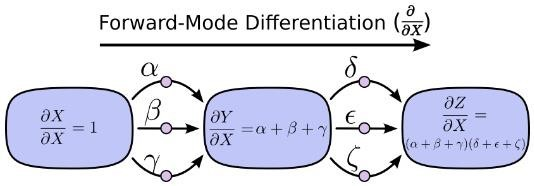 Forward-Mode Differentiation (∂/∂X)
α
β
γ
δ
ϵ
ζ
∂X/∂X = 1
∂Y/∂X = α + β + γ
∂Z/∂X =
(α + β + γ)(δ + ϵ + ζ)